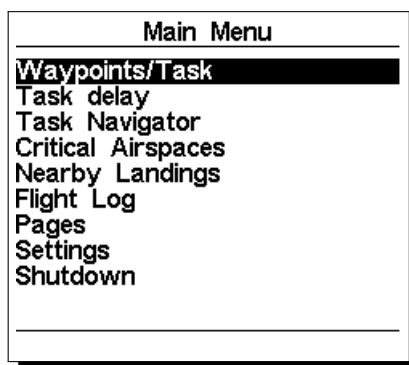 Main Menu
Waypoints/Task
Task delay
Task Navigator
Critical Airspaces
Nearby Landings
Flight Log
Pages
Settings
Shutdown